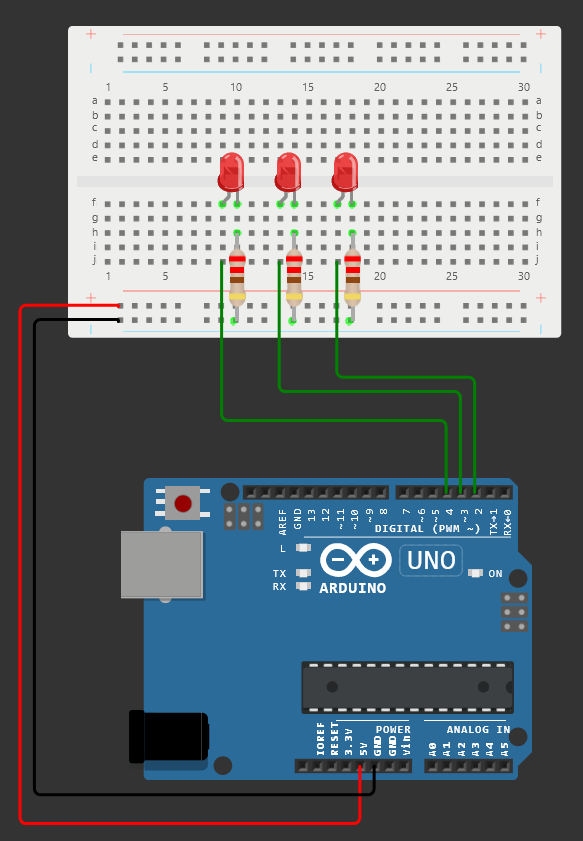 + +
1 5 10 15 20 25 30
a a
b b
c c
d d
e e
f f
g g
h h
i i
j j
1 5 10 15 20 25 30
+ +
AREF
GND
13
12
~11
~10
~9
8
7
~6
~5
4
~3
2
TX→1
RX←0
DIGITAL (PWM ~)
L
TX
RX
UNO
ON
ARDUINO
POWER
ANALOG IN
IOREF
RESET
3.3V
5V
GND
GND
Vin
A0
A1
A2
A3
A4
A5